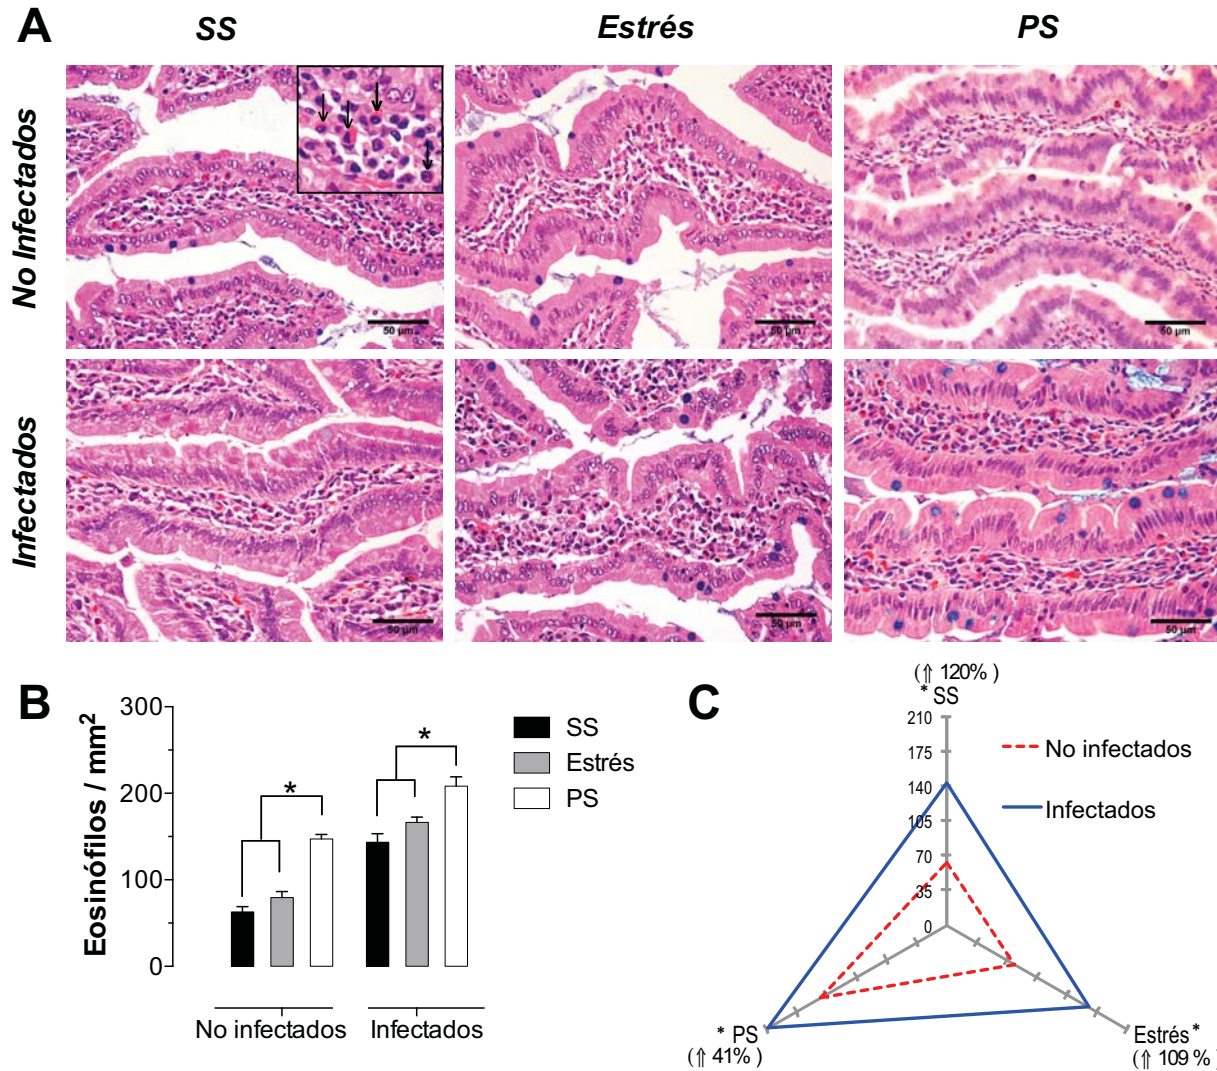 A
SS
Estrés
PS
No Infectados
50 µm
50 µm
50 µm
Infectados
50 µm
50 µm
50 µm
B
Eosinófilos / mm²
300
200
100
0
*
*
SS
Estrés
PS
No infectados
Infectados
C
(⇑ 120% )
* SS
210
175
140
105
70
35
0
No infectados
Infectados
* PS
(⇑ 41% )
Estrés *
(⇑ 109 % )